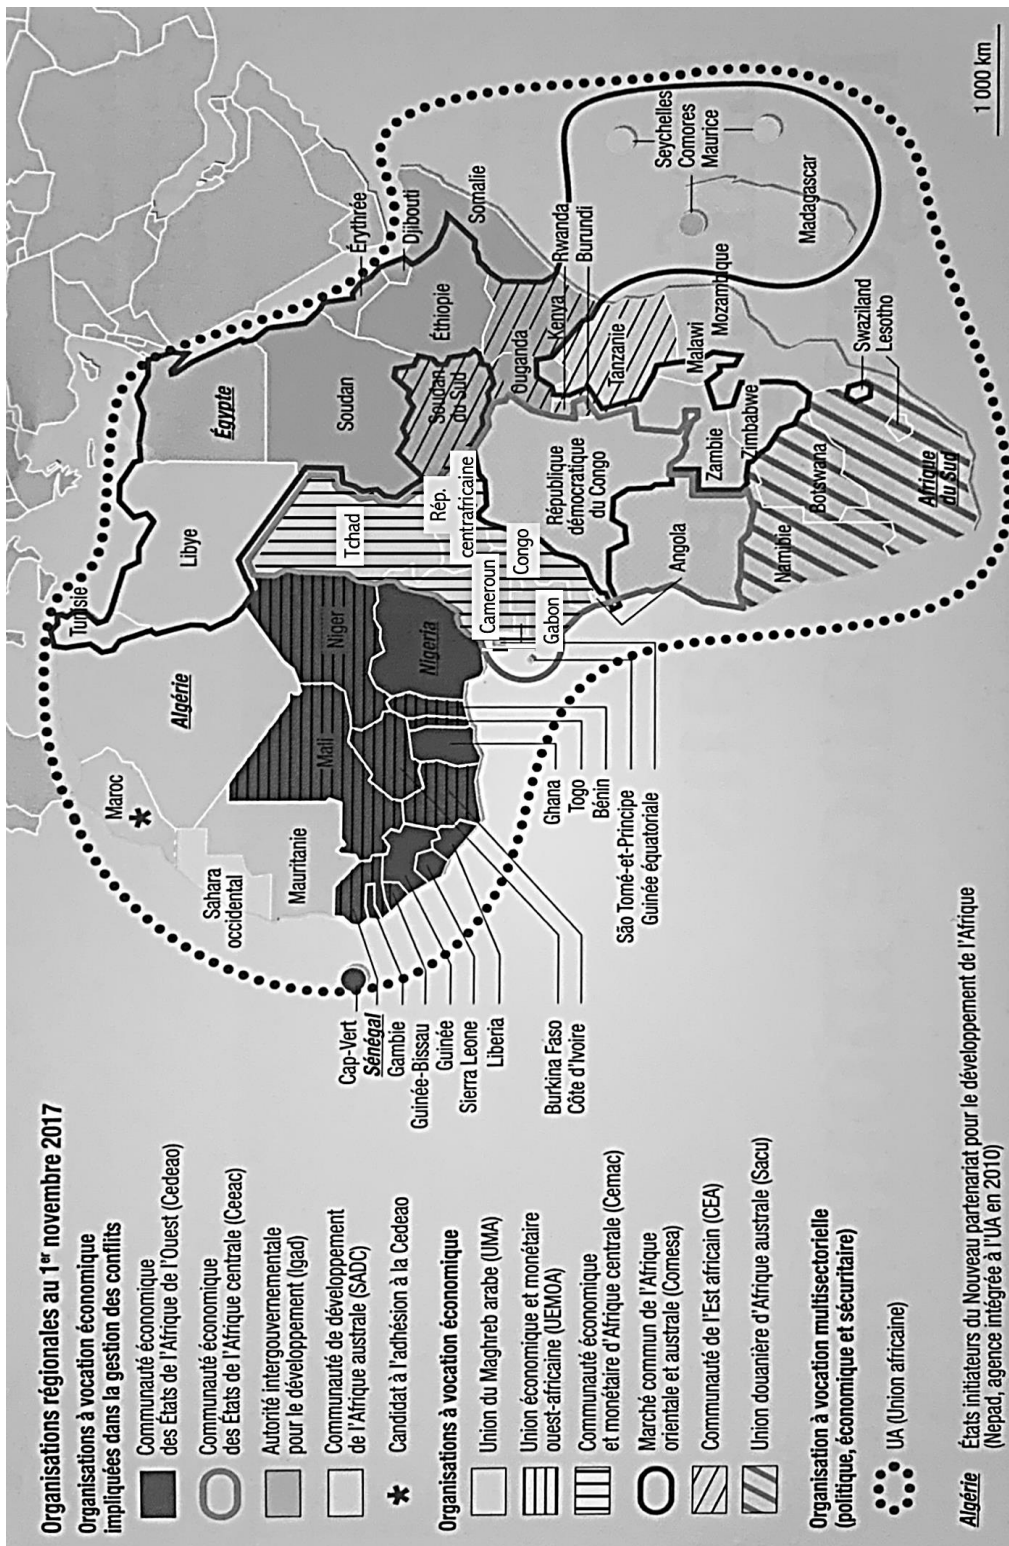 Organisations régionales au 1er novembre 2017
Organisations à vocation économique
impliquées dans la gestion des conflits
Communauté économique
des États de l'Afrique de l'Ouest (Cedeao)
Communauté économique
des États de l'Afrique centrale (Ceeac)
Autorité intergouvernementale
pour le développement (Igad)
Communauté de développement
de l'Afrique australe (SADC)
Candidat à l'adhésion à la Cedeao
Organisations à vocation économique
Union du Maghreb arabe (UMA)
Union économique et monétaire
ouest-africaine (UEMOA)
Communauté économique
et monétaire d'Afrique centrale (Cemac)
Marché commun de l'Afrique
orientale et australe (Comesa)
Communauté de l'Est africain (CEA)
Union douanière d'Afrique australe (Sacu)
Organisation à vocation multisectorielle
(politique, économique et sécuritaire)
UA (Union africaine)
Algérie
États initiateurs du Nouveau partenariat pour le développement de l'Afrique
(Nepad, agence intégrée à l'UA en 2010)
Tunisie
Maroc
Algérie
Libye
Égypte
Sahara
occidental
Mauritanie
Mali
Niger
Tchad
Soudan
Érythrée
Djibouti
Cap-Vert
Sénégal
Gambie
Guinée-Bissau
Guinée
Sierra Leone
Liberia
Burkina Faso
Côte d'Ivoire
Ghana
Togo
Bénin
Nigeria
São Tomé-et-Principe
Guinée équatoriale
Cameroun
Rép.
centrafricaine
Congo
Gabon
Soudan
du Sud
Éthiopie
Somalie
Ouganda
Kenya
Rwanda
Burundi
République
démocratique
du Congo
Tanzanie
Angola
Zambie
Malawi
Mozambique
Zimbabwe
Seychelles
Comores
Maurice
Madagascar
Namibie
Botswana
Swaziland
Lesotho
Afrique
du Sud
1 000 km